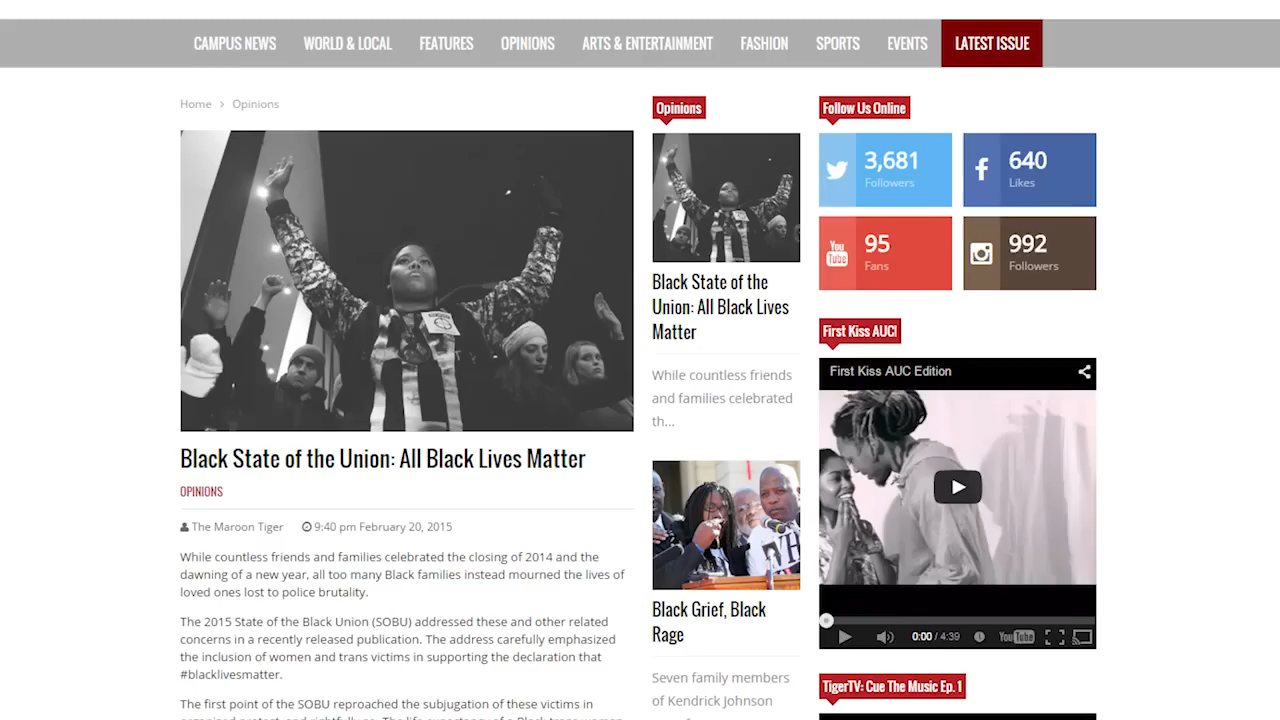 CAMPUS NEWS WORLD & LOCAL FEATURES OPINIONS ARTS & ENTERTAINMENT FASHION SPORTS EVENTS LATEST ISSUE
Home > Opinions
Black State of the Union: All Black Lives Matter
OPINIONS
The Maroon Tiger 9:40 pm February 20, 2015
While countless friends and families celebrated the closing of 2014 and the
dawning of a new year, all too many Black families instead mourned the lives of
loved ones lost to police brutality.
The 2015 State of the Black Union (SOBU) addressed these and other related
concerns in a recently released publication. The address carefully emphasized
the inclusion of women and trans victims in supporting the declaration that
#blacklivesmatter.
The first point of the SOBU reproached the subjugation of these victims in
Opinions
Black State of the
Union: All Black Lives
Matter
While countless friends
and families celebrated
th...
Black Grief, Black
Rage
Seven family members
of Kendrick Johnson
Follow Us Online
3,681
Followers
640
Likes
You
Tube
95
Fans
992
Followers
First Kiss AUC!
First Kiss AUC Edition
0:00 / 4:39
YouTube
TigerTV: Cue The Music Ep. 1